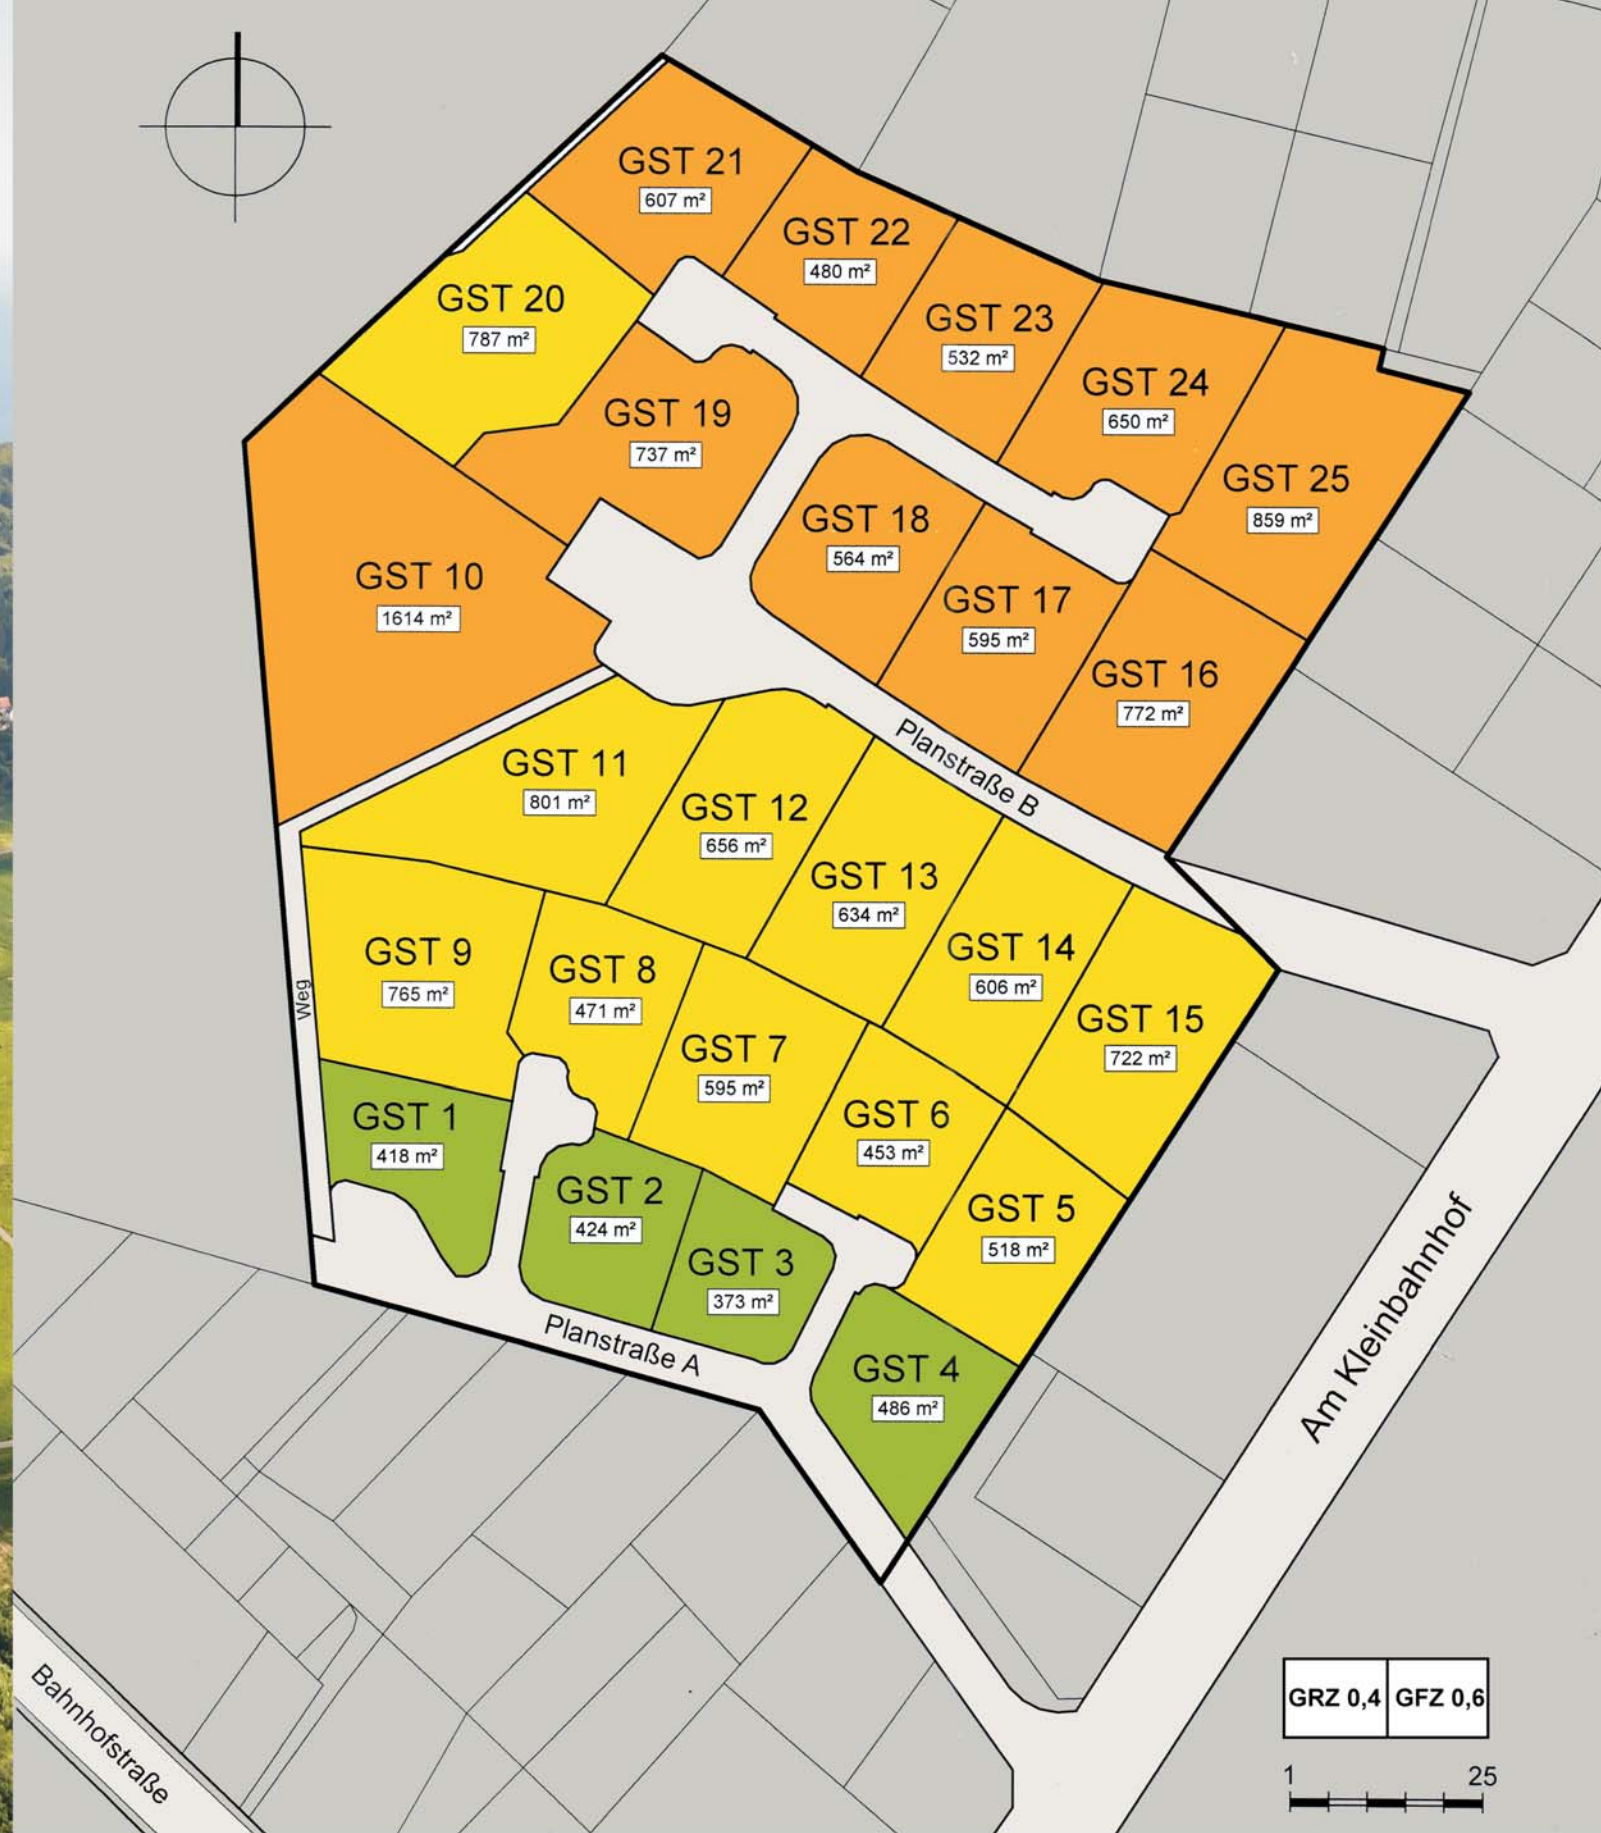 GST 21
607 m²
GST 22
480 m²
GST 20
787 m²
GST 23
532 m²
GST 24
650 m²
GST 19
737 m²
GST 25
859 m²
GST 18
564 m²
GST 10
1614 m²
GST 17
595 m²
GST 16
772 m²
Planstraße B
GST 11
801 m²
GST 12
656 m²
GST 13
634 m²
GST 14
606 m²
GST 9
765 m²
GST 8
471 m²
Weg
GST 15
722 m²
GST 7
595 m²
GST 6
453 m²
GST 1
418 m²
GST 2
424 m²
GST 5
518 m²
GST 3
373 m²
Planstraße A
GST 4
486 m²
Am Kleinbahnhof
Bahnhofstraße
GRZ 0,4 GFZ 0,6
1 25